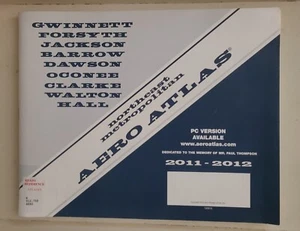 GWINNETT
FORSYTH
JACKSON
BARROW
DAWSON
OCONEE
CLARKE
WALTON
HALL
northeast
metropolitan
AERO ATLAS®
PC VERSION
AVAILABLE
www.aeroatlas.com
DEDICATED TO THE MEMORY OF MR. PAUL THOMPSON
2011 - 2012